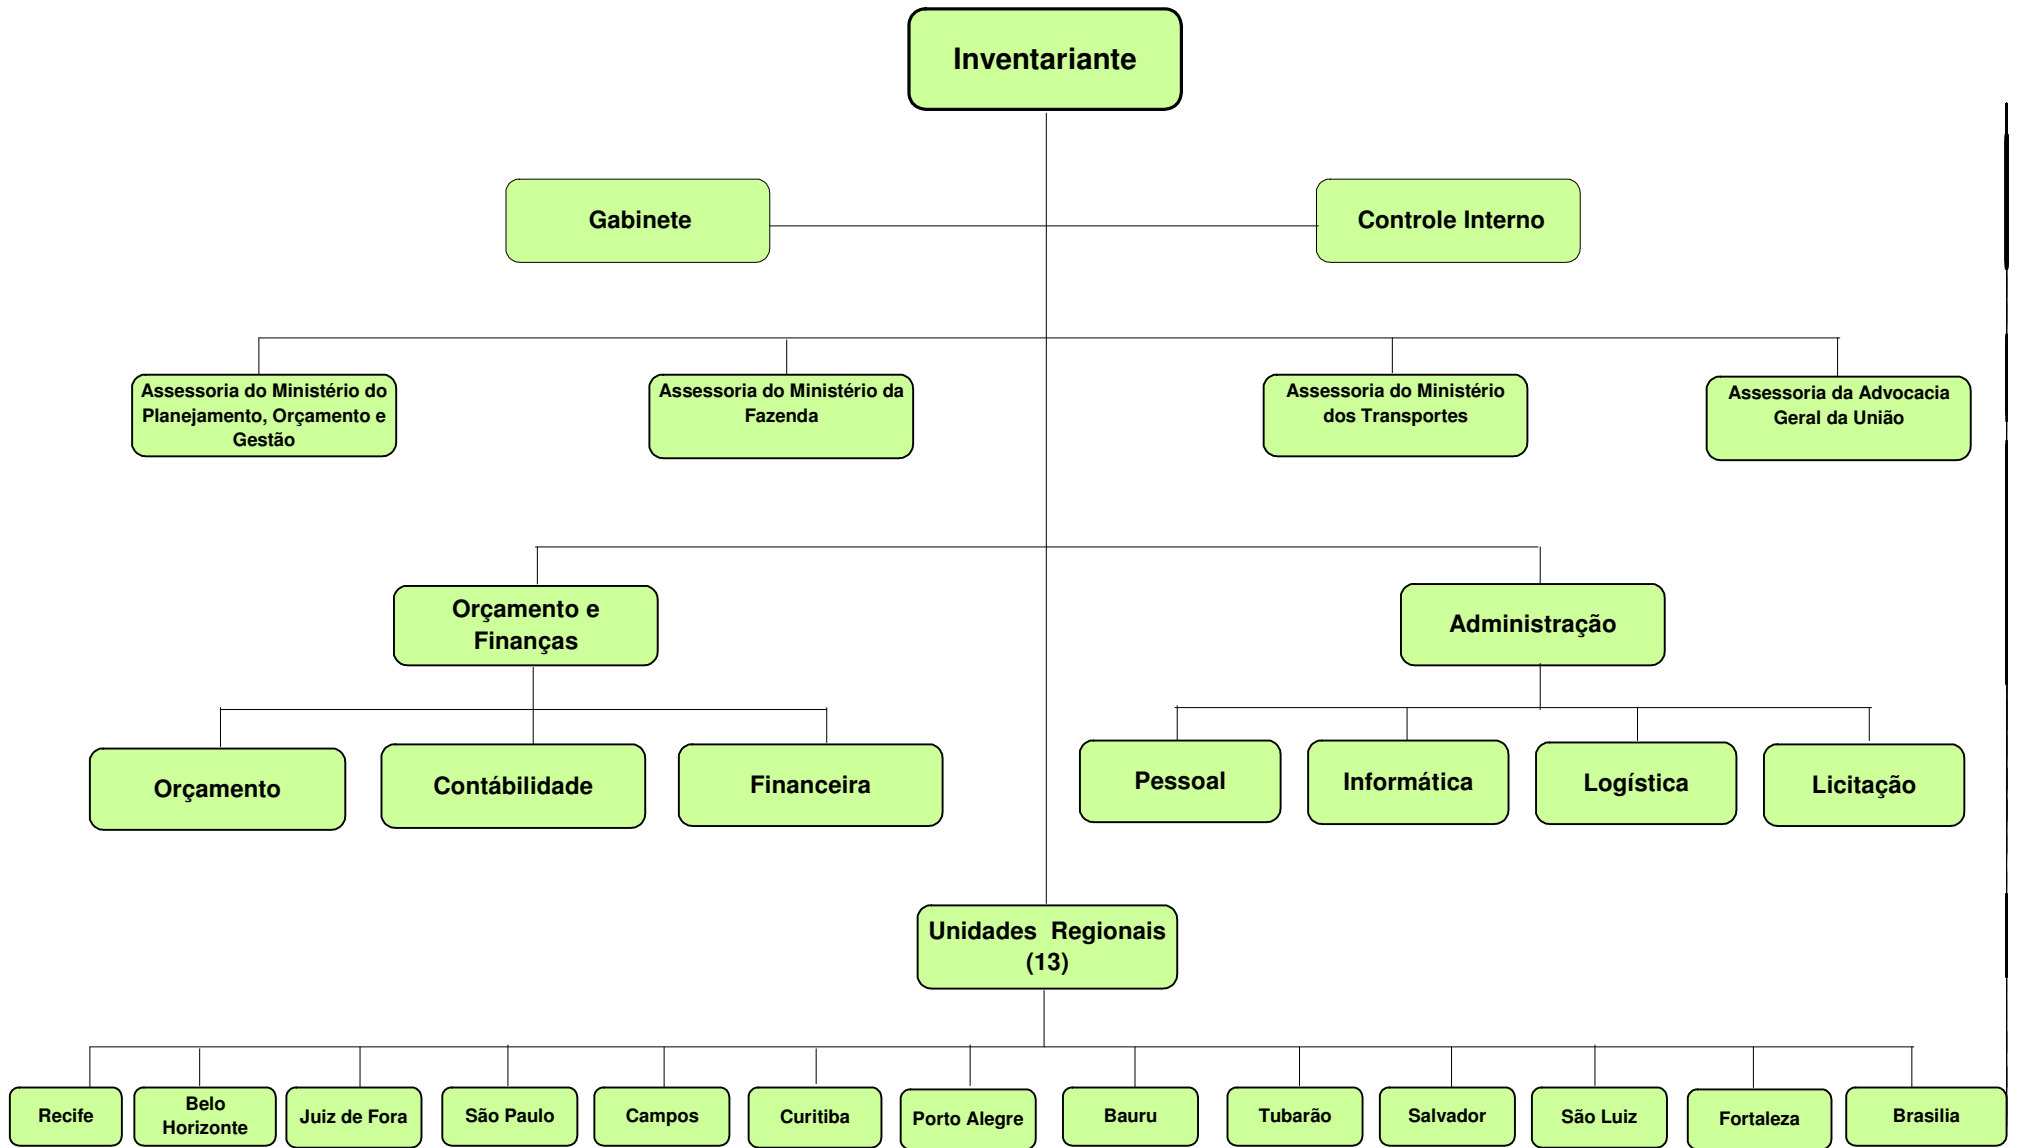 Inventariante
Gabinete
Controle Interno
Assessoria do Ministério do
Planejamento, Orçamento e
Gestão
Assessoria do Ministério da
Fazenda
Assessoria do Ministério
dos Transportes
Assessoria da Advocacia
Geral da União
Orçamento e
Finanças
Administração
Orçamento
Contábilidade
Financeira
Pessoal
Informática
Logística
Licitação
Unidades Regionais
(13)
Recife
Belo
Horizonte
Juiz de Fora
São Paulo
Campos
Curitiba
Porto Alegre
Bauru
Tubarão
Salvador
São Luiz
Fortaleza
Brasilia